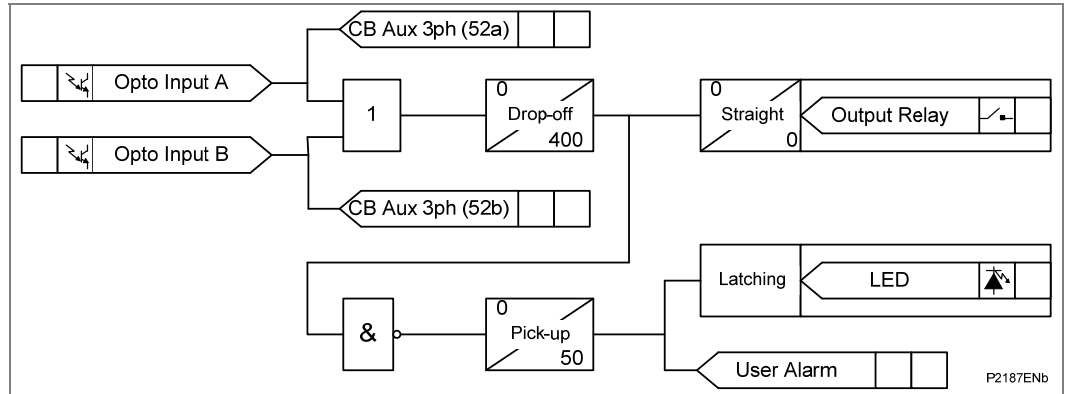 CB Aux 3ph (52a)
Opto Input A
1
0
Drop-off
400
0
Straight
0
Output Relay
Opto Input B
CB Aux 3ph (52b)
Latching
LED
&
0
Pick-up
50
User Alarm
P2187ENb